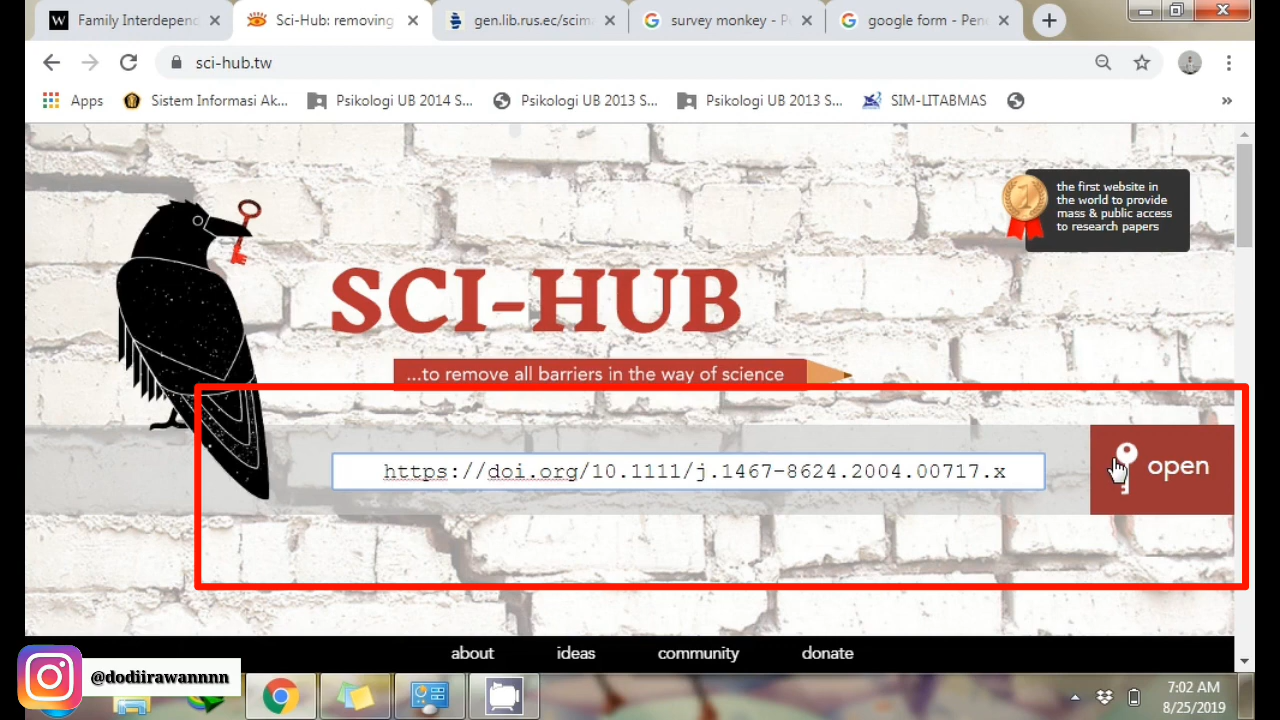 Family Interdepend
Sci-Hub: removing
gen.lib.rus.ec/scim
survey monkey - P
google form - Pene
sci-hub.tw
Apps
Sistem Informasi Ak...
Psikologi UB 2014 S...
Psikologi UB 2013 S...
Psikologi UB 2013 S...
SIM-LITABMAS
the first website in
the world to provide
mass & public access
to research papers
SCI-HUB
...to remove all barriers in the way of science
https://doi.org/10.1111/j.1467-8624.2004.00717.x
open
about
ideas
community
donate
@dodiirawannnn
7:02 AM
8/25/2019